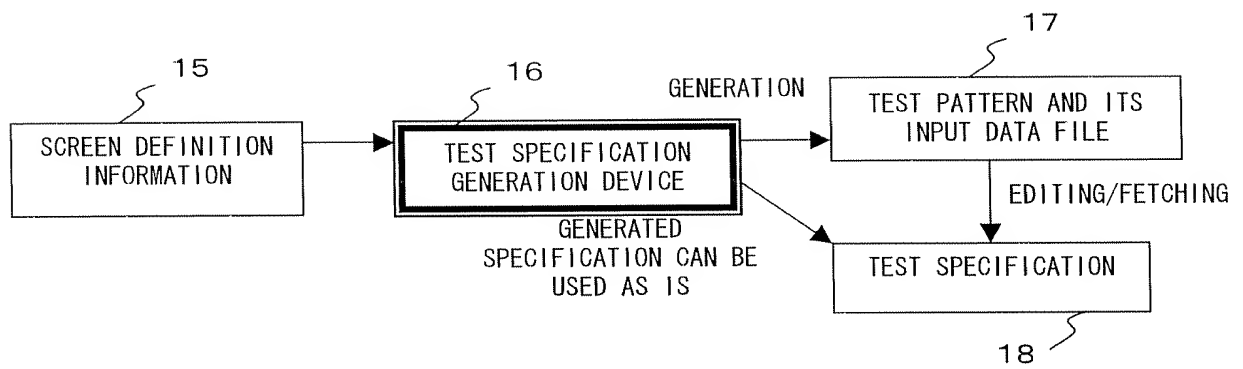 15
SCREEN DEFINITION
INFORMATION
16
TEST SPECIFICATION
GENERATION DEVICE
GENERATED
SPECIFICATION CAN BE
USED AS IS
GENERATION
17
TEST PATTERN AND ITS
INPUT DATA FILE
EDITING/FETCHING
TEST SPECIFICATION
18